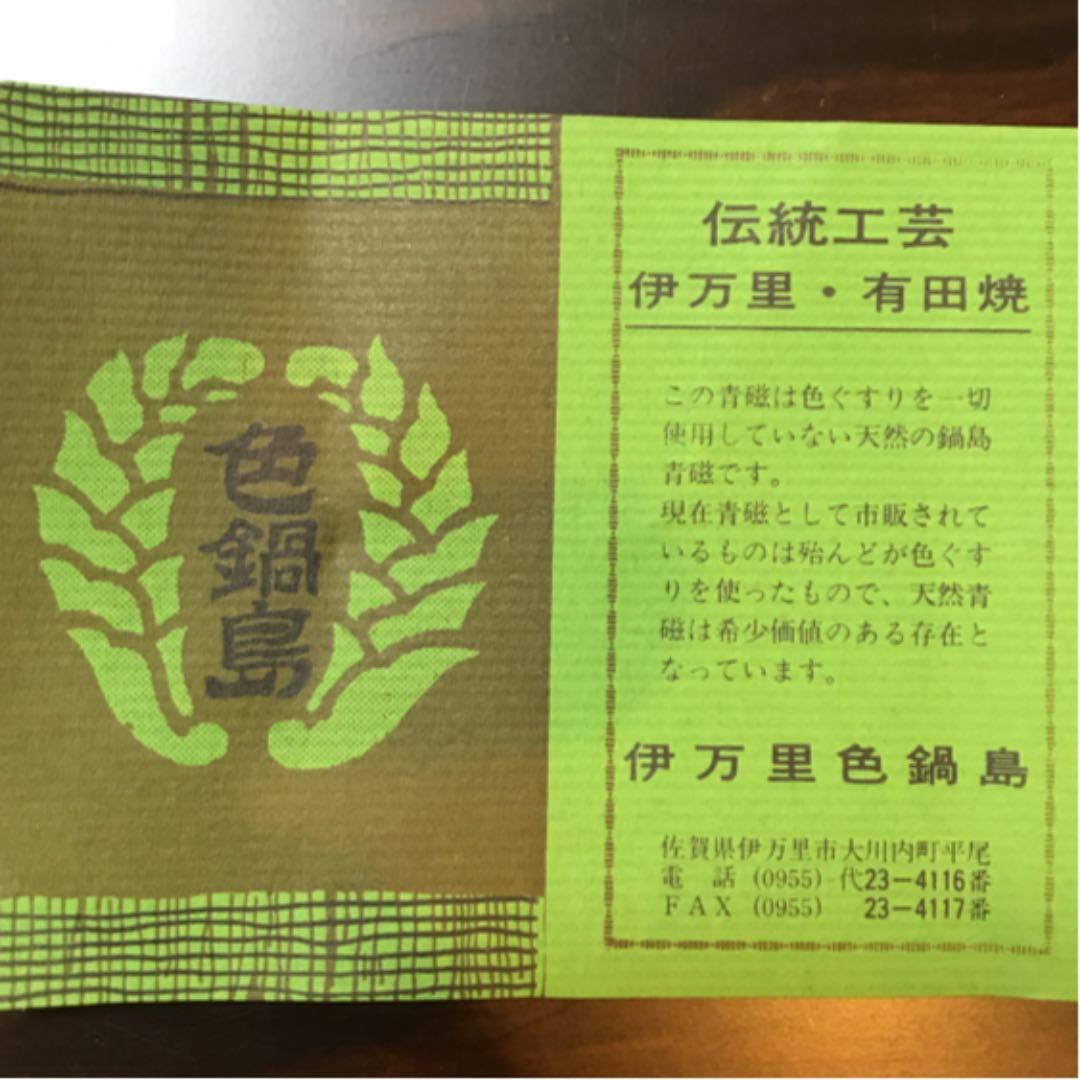 色鍋島
伝統工芸
伊万里・有田焼
この青磁は色ぐすりを一切
使用していない天然の鍋島
青磁です。
現在青磁として市販されて
いるものは殆んどが色ぐす
りを使ったもので、天然青
磁は希少価値のある存在と
なっています。
伊万里色鍋島
佐賀県伊万里市大川内町平尾
電　話 (0955) 代23−4116番
FAX (0955) 23−4117番